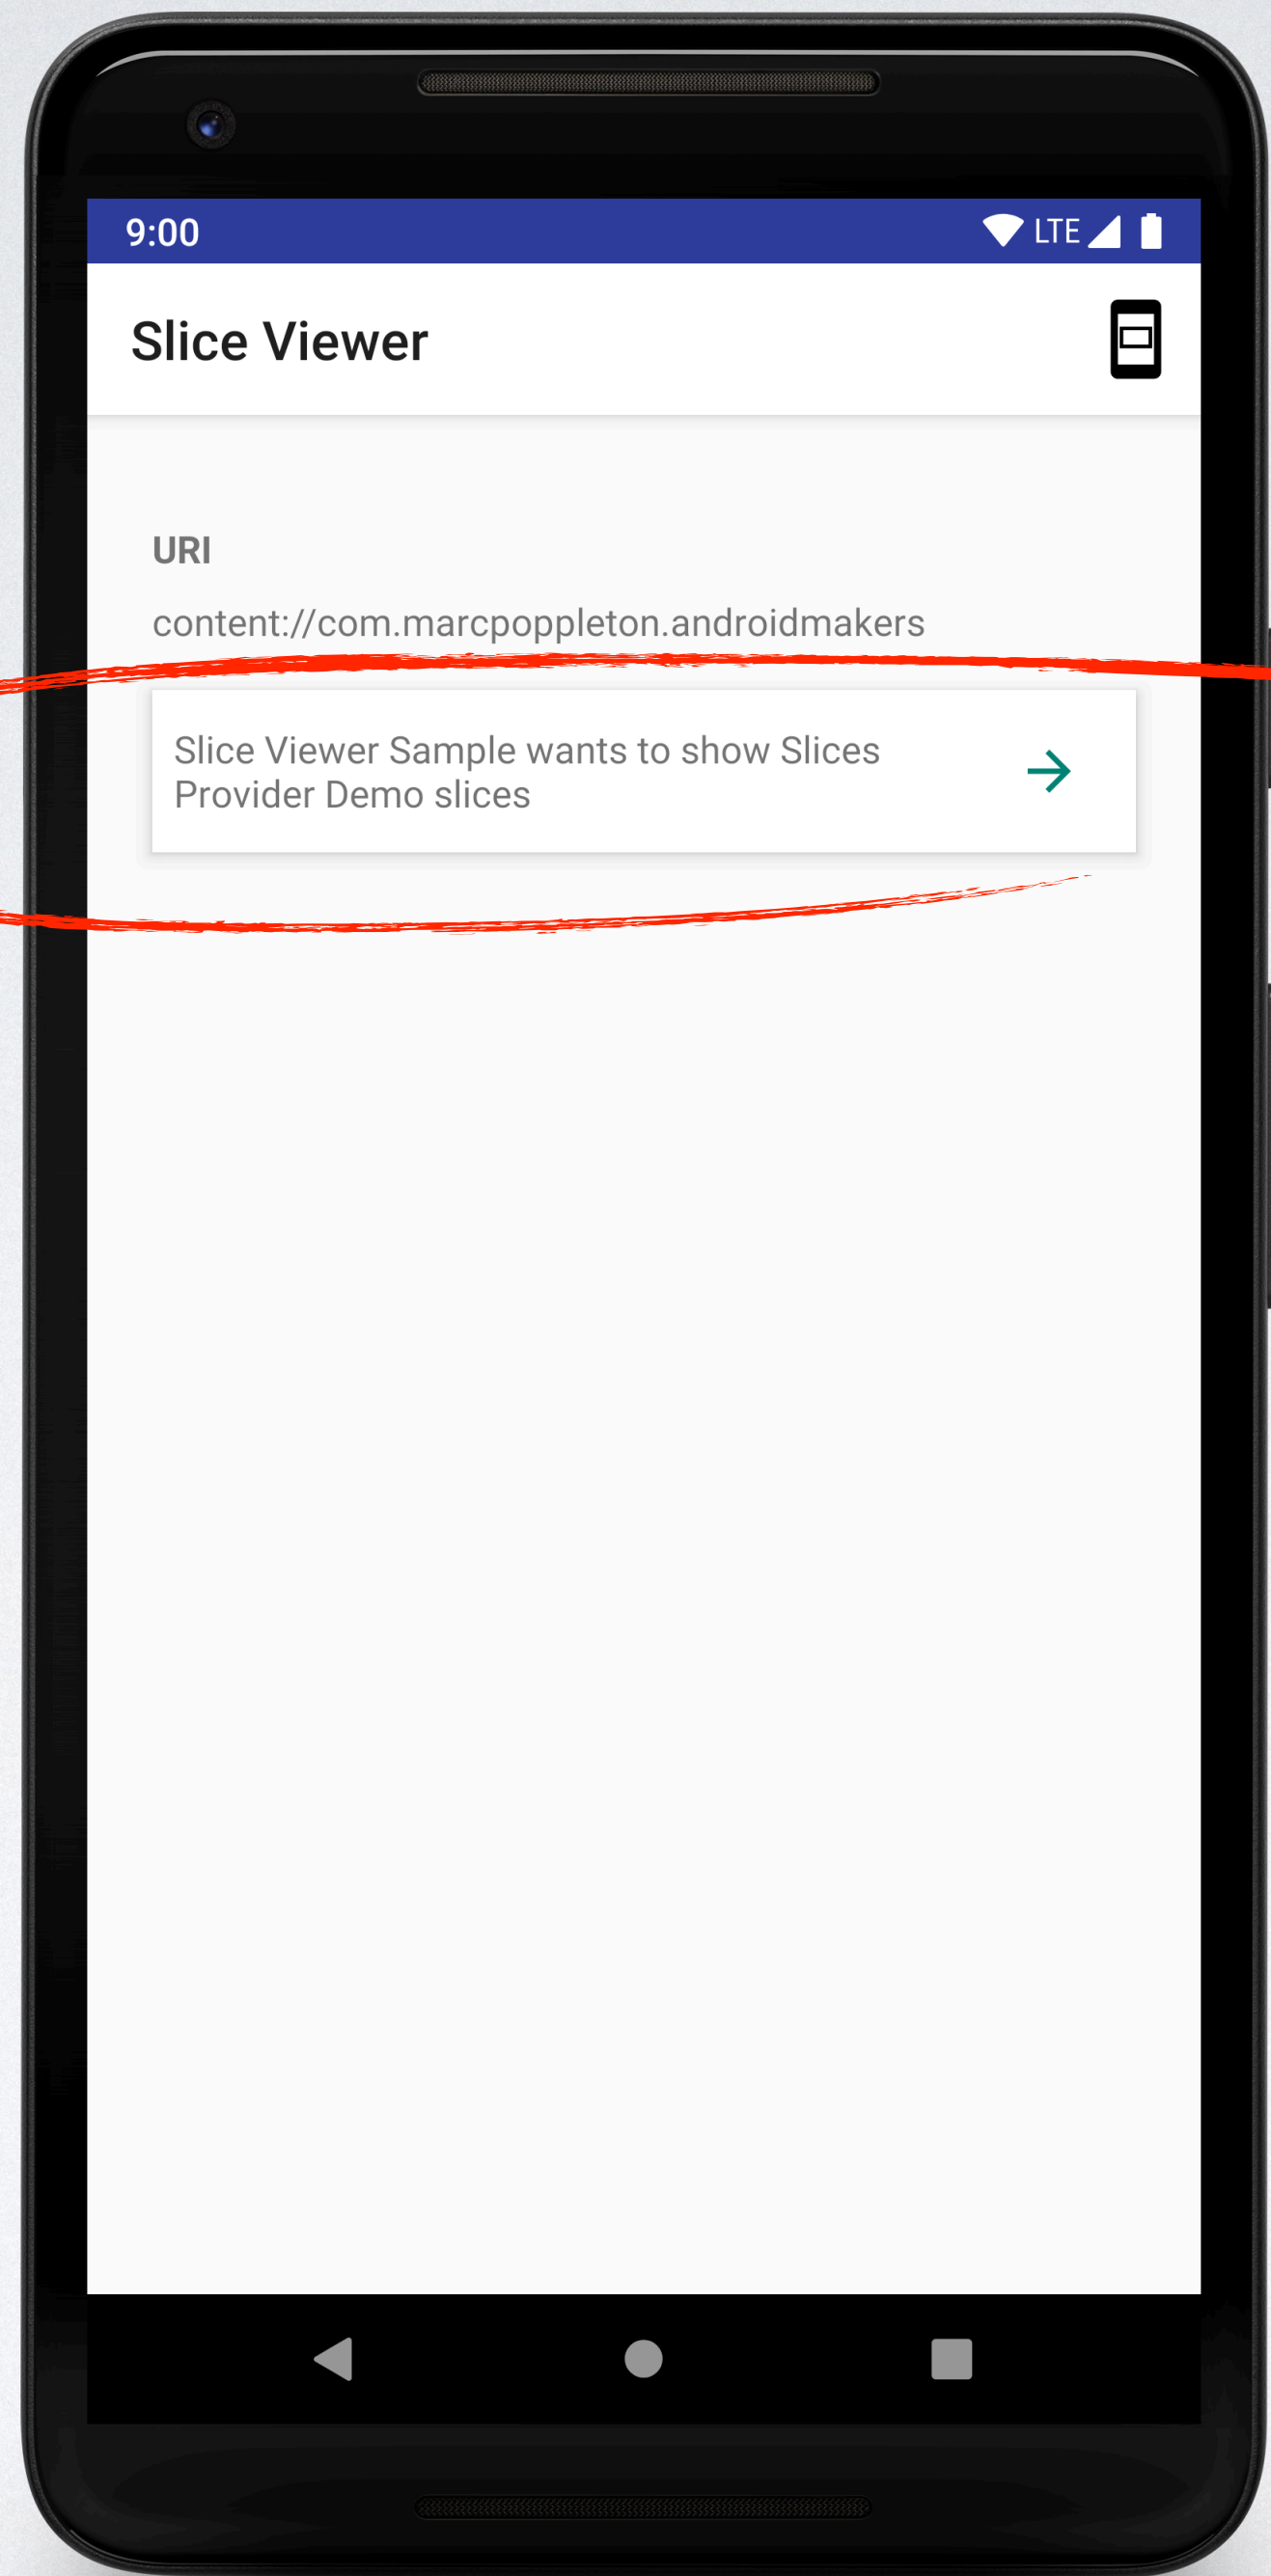 9:00 LTE
Slice Viewer
URI
content://com.marcpoppleton.androidmakers
Slice Viewer Sample wants to show Slices
Provider Demo slices